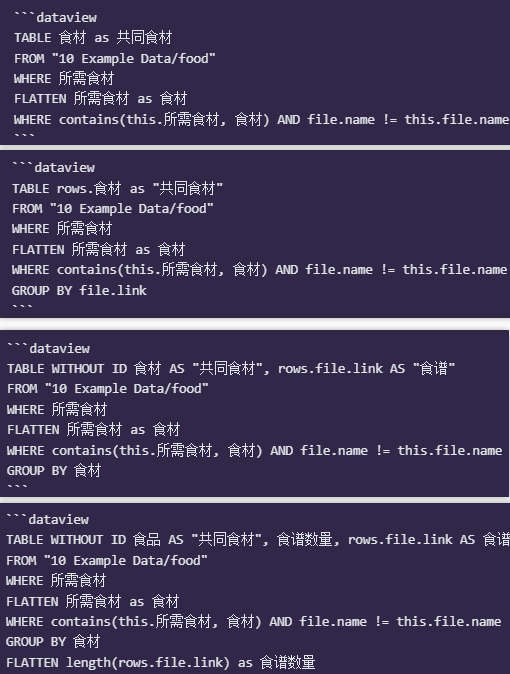 ```dataview
TABLE 食材 as 共同食材
FROM "10 Example Data/food"
WHERE 所需食材
FLATTEN 所需食材 as 食材
WHERE contains(this.所需食材, 食材) AND file.name != this.file.name
```
```dataview
TABLE rows.食材 as "共同食材"
FROM "10 Example Data/food"
WHERE 所需食材
FLATTEN 所需食材 as 食材
WHERE contains(this.所需食材, 食材) AND file.name != this.file.name
GROUP BY file.link
```
```dataview
TABLE WITHOUT ID 食材 AS "共同食材", rows.file.link AS "食谱"
FROM "10 Example Data/food"
WHERE 所需食材
FLATTEN 所需食材 as 食材
WHERE contains(this.所需食材, 食材) AND file.name != this.file.name
GROUP BY 食材
```
```dataview
TABLE WITHOUT ID 食品 AS "共同食材", 食谱数量, rows.file.link AS 食谱
FROM "10 Example Data/food"
WHERE 所需食材
FLATTEN 所需食材 as 食材
WHERE contains(this.所需食材, 食材) AND file.name != this.file.name
GROUP BY 食材
FLATTEN length(rows.file.link) as 食谱数量